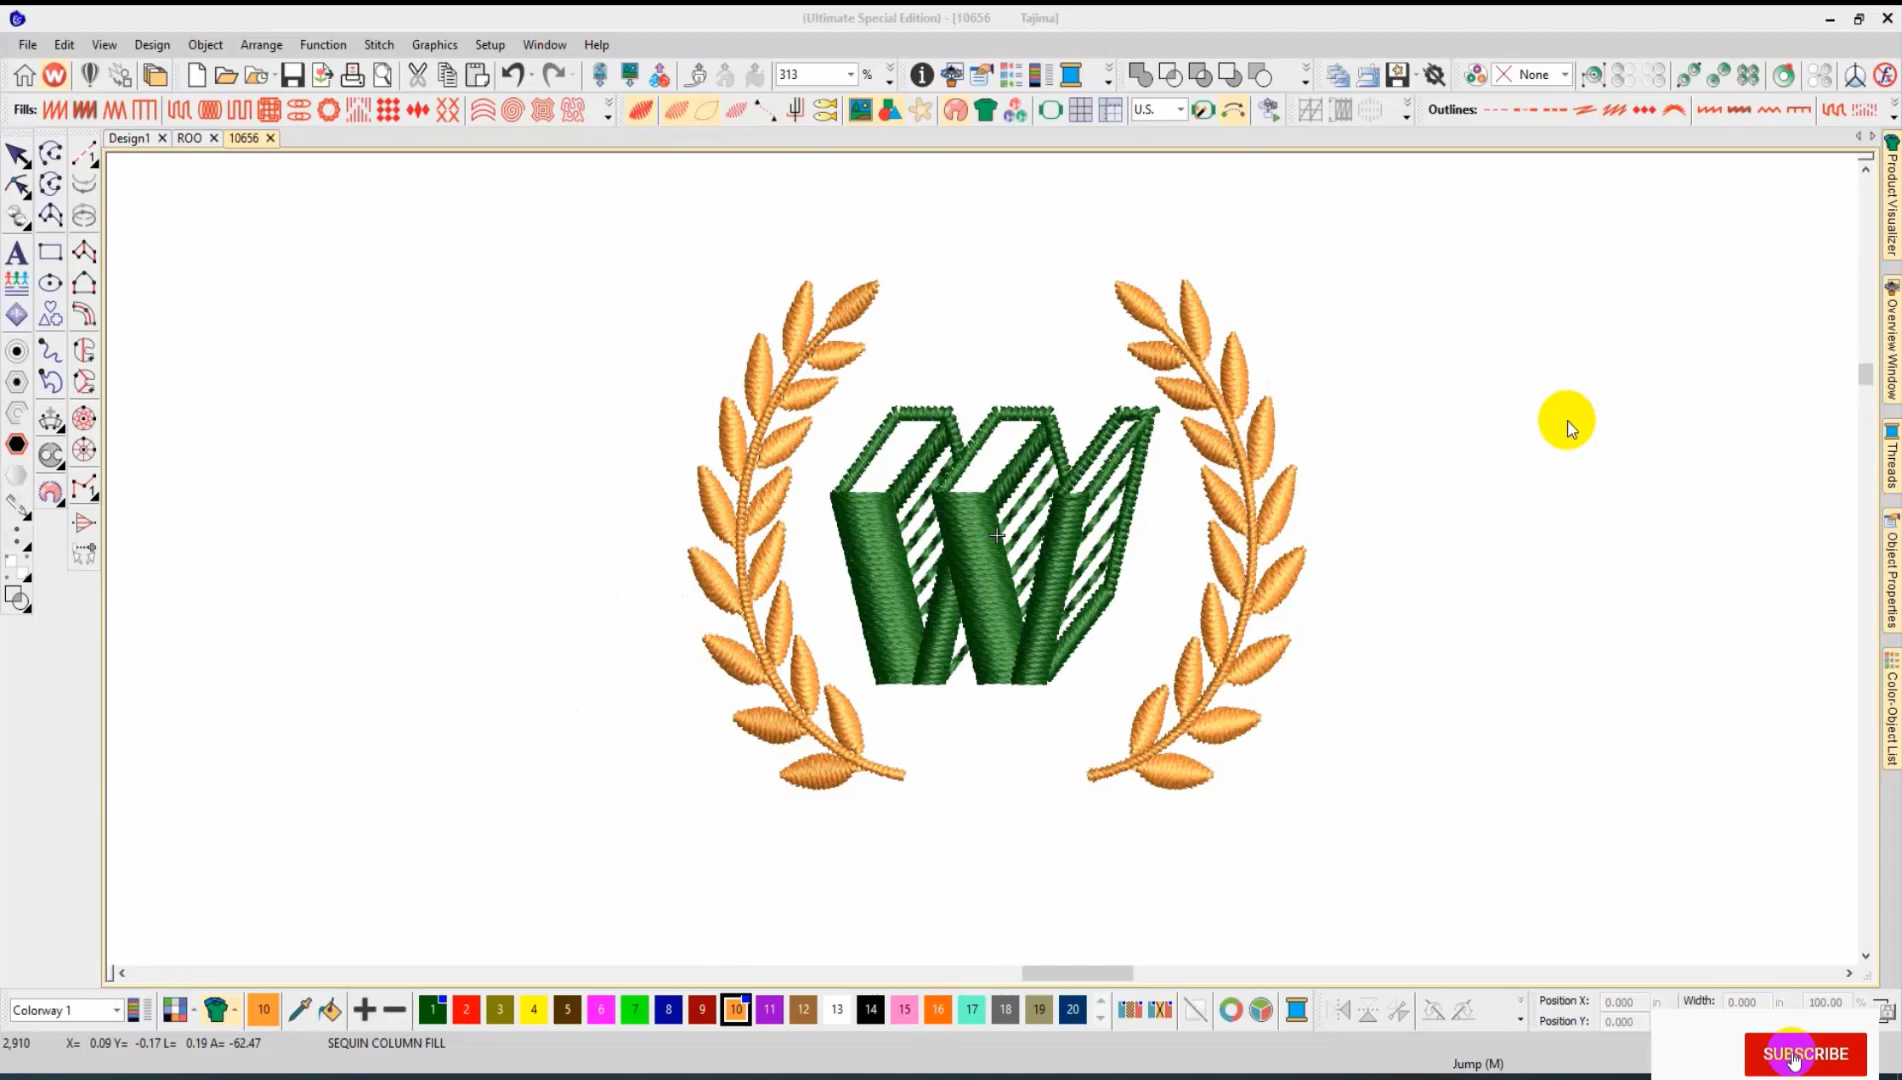 (Ultimate Special Edition) - [10656 Tajima]
File Edit View Design Object Arrange Function Stitch Graphics Setup Window Help
313 %
None
Fills:
U.S.
Outlines:
Design1 ROO 10656
Product Visualizer
Overview Window
Threads
Object Properties
Color-Object List
W
Colorway 1
10
1 2 3 4 5 6 7 8 9 10 11 12 13 14 15 16 17 18 19 20
Position X: 0.000 in Width: 0.000 in 100.00 %
Position Y: 0.000
2,910 X= 0.09 Y= -0.17 L= 0.19 A= -62.47 SEQUIN COLUMN FILL
Jump (M)
SUBSCRIBE